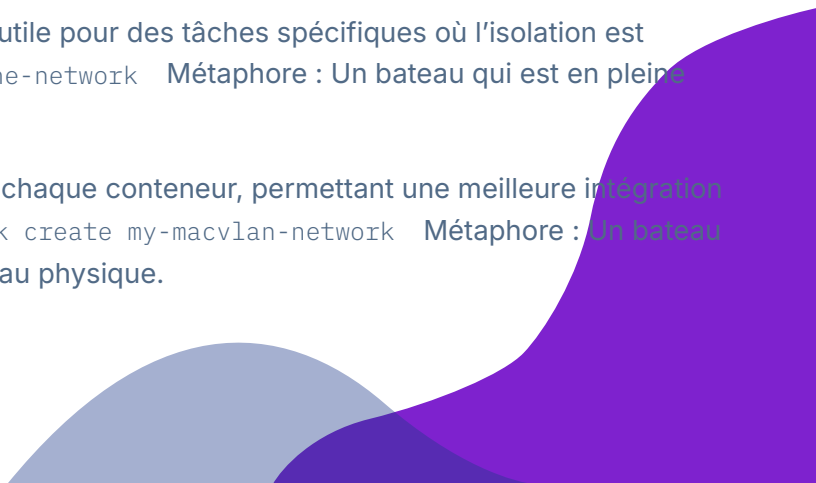 utile pour des tâches spécifiques où l’isolation est
ne-network Métaphore : Un bateau qui est en pleine
chaque conteneur, permettant une meilleure intégration
k create my-macvlan-network Métaphore : Un bateau
au physique.